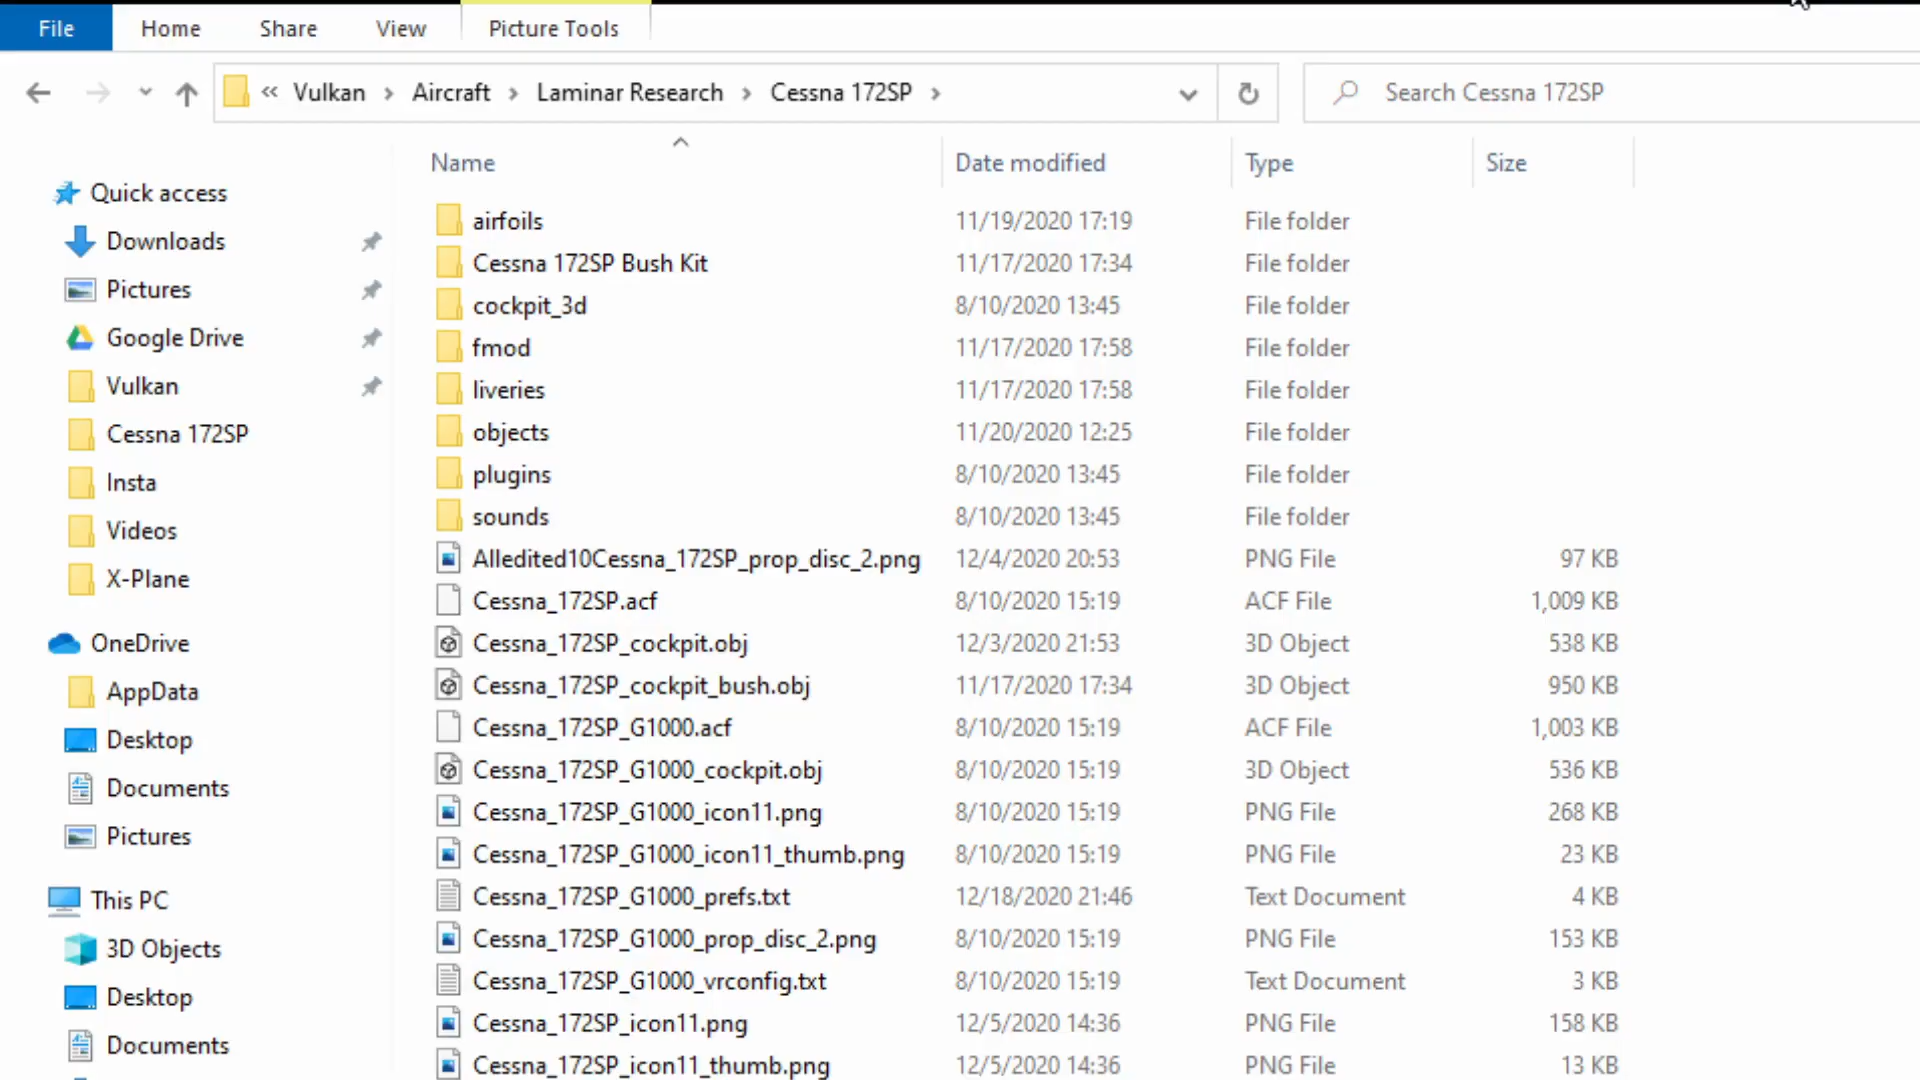 File Home Share View Picture Tools
« Vulkan > Aircraft > Laminar Research > Cessna 172SP >
Search Cessna 172SP
Quick access
Downloads
Pictures
Google Drive
Vulkan
Cessna 172SP
Insta
Videos
X-Plane
OneDrive
AppData
Desktop
Documents
Pictures
This PC
3D Objects
Desktop
Documents
Name Date modified Type Size
airfoils 11/19/2020 17:19 File folder
Cessna 172SP Bush Kit 11/17/2020 17:34 File folder
cockpit_3d 8/10/2020 13:45 File folder
fmod 11/17/2020 17:58 File folder
liveries 11/17/2020 17:58 File folder
objects 11/20/2020 12:25 File folder
plugins 8/10/2020 13:45 File folder
sounds 8/10/2020 13:45 File folder
Alledited10Cessna_172SP_prop_disc_2.png 12/4/2020 20:53 PNG File 97 KB
Cessna_172SP.acf 8/10/2020 15:19 ACF File 1,009 KB
Cessna_172SP_cockpit.obj 12/3/2020 21:53 3D Object 538 KB
Cessna_172SP_cockpit_bush.obj 11/17/2020 17:34 3D Object 950 KB
Cessna_172SP_G1000.acf 8/10/2020 15:19 ACF File 1,003 KB
Cessna_172SP_G1000_cockpit.obj 8/10/2020 15:19 3D Object 536 KB
Cessna_172SP_G1000_icon11.png 8/10/2020 15:19 PNG File 268 KB
Cessna_172SP_G1000_icon11_thumb.png 8/10/2020 15:19 PNG File 23 KB
Cessna_172SP_G1000_prefs.txt 12/18/2020 21:46 Text Document 4 KB
Cessna_172SP_G1000_prop_disc_2.png 8/10/2020 15:19 PNG File 153 KB
Cessna_172SP_G1000_vrconfig.txt 8/10/2020 15:19 Text Document 3 KB
Cessna_172SP_icon11.png 12/5/2020 14:36 PNG File 158 KB
Cessna_172SP_icon11_thumb.png 12/5/2020 14:36 PNG File 13 KB